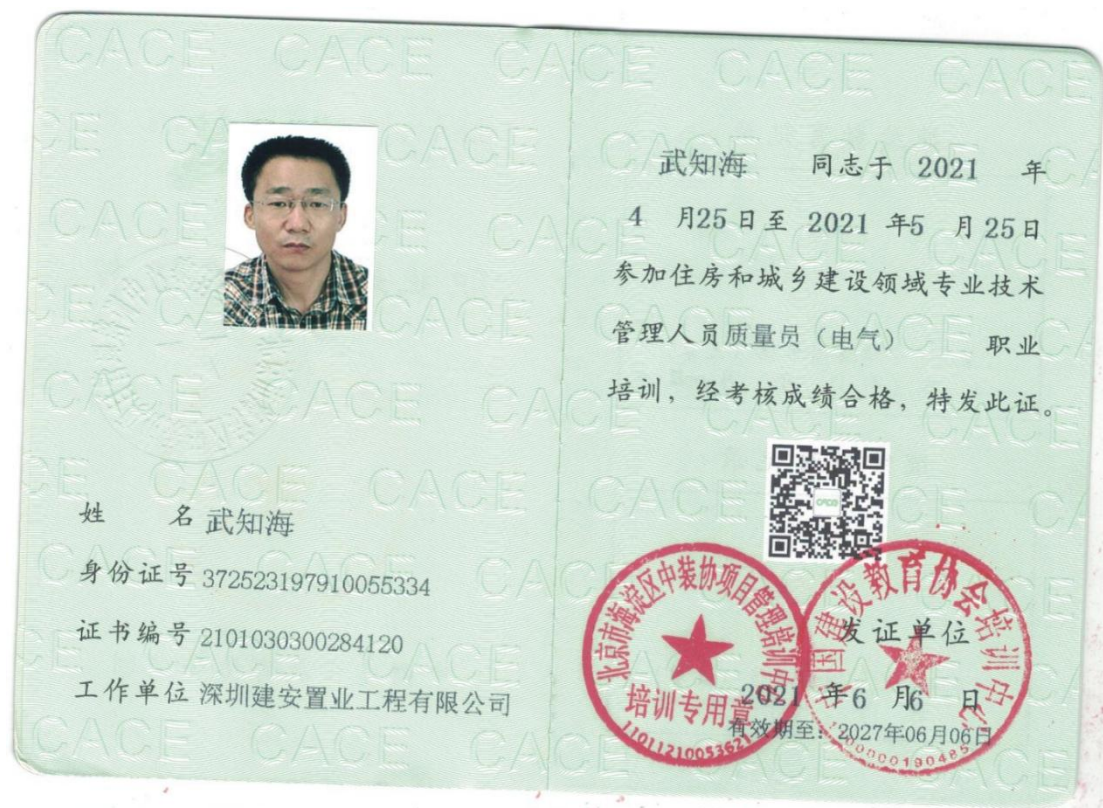 姓 名 武知海
身份证号 372523197910055334
证书编号 2101030300284120
工作单位 深圳建安置业工程有限公司
武知海 同志于 2021 年
4 月25日至 2021 年5 月25日
参加住房和城乡建设领域专业技术
管理人员质量员（电气） 职业
培训，经考核成绩合格，特发此证。
北京市海淀区中装协项目管理培训中心
培训专用章
1101121005362
中国建设教育协会培训中心
发证单位
2021 年6 月6 日
有效期至：2027年06月06日
CACE